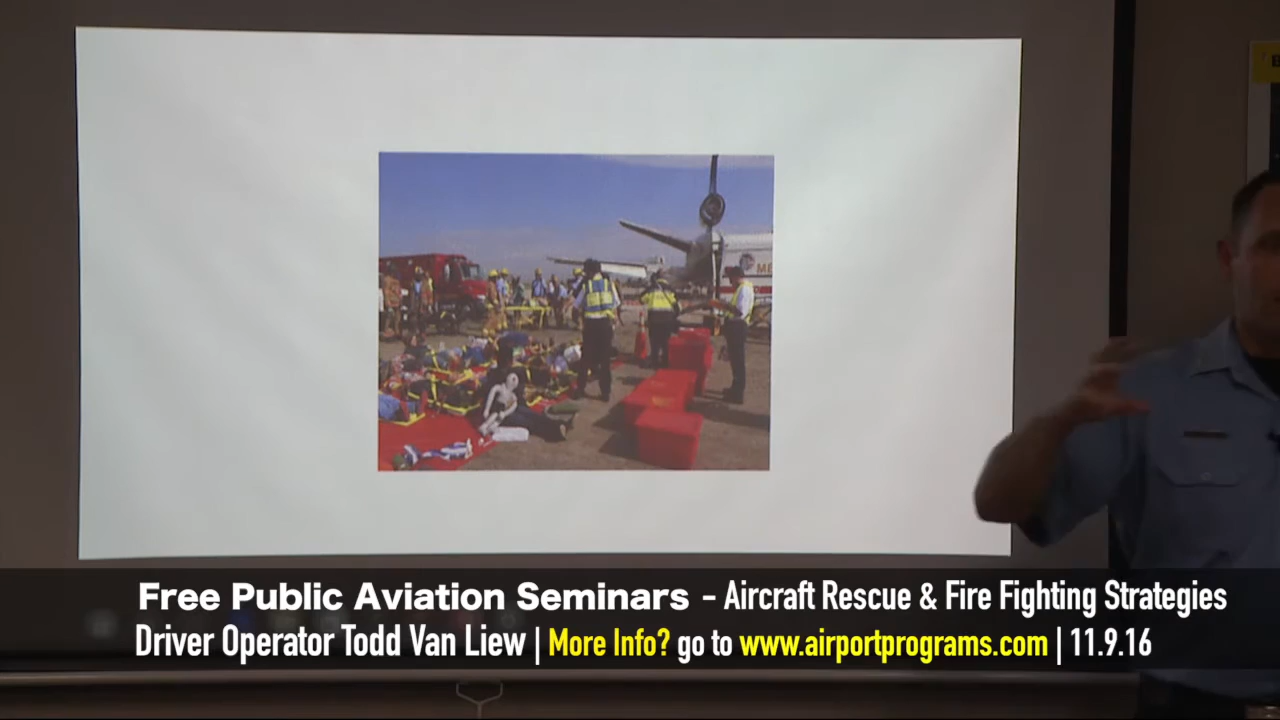 ME
Free Public Aviation Seminars - Aircraft Rescue & Fire Fighting Strategies
Driver Operator Todd Van Liew | More Info? go to www.airportprograms.com | 11.9.16